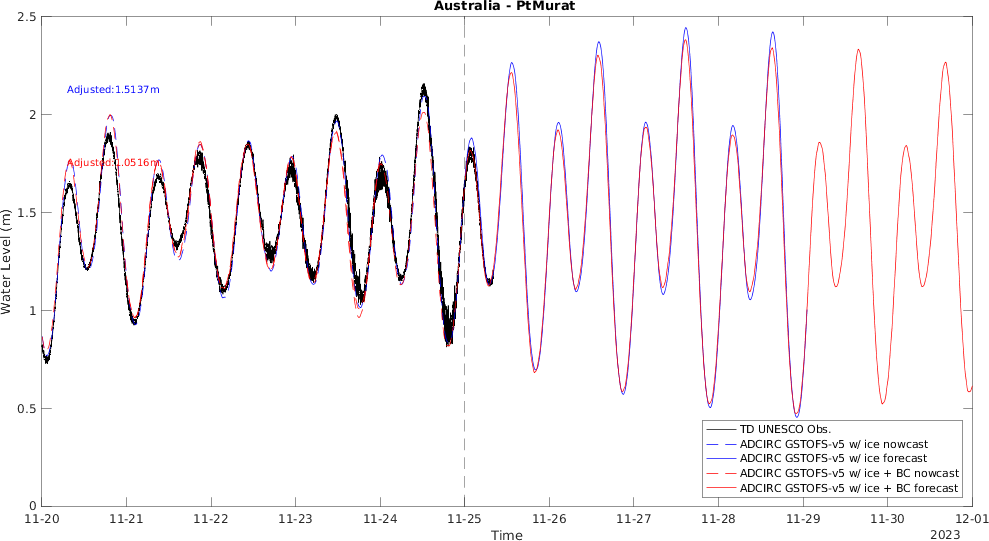 Australia - PtMurat
2.5
2
1.5
1
0.5
0
Water Level (m)
Adjusted:1.5137m
Adjusted:1.0516m
TD UNESCO Obs.
ADCIRC GSTOFS-v5 w/ ice nowcast
ADCIRC GSTOFS-v5 w/ ice forecast
ADCIRC GSTOFS-v5 w/ ice + BC nowcast
ADCIRC GSTOFS-v5 w/ ice + BC forecast
11-20 11-21 11-22 11-23 11-24 11-25 11-26 11-27 11-28 11-29 11-30 12-01
Time
2023